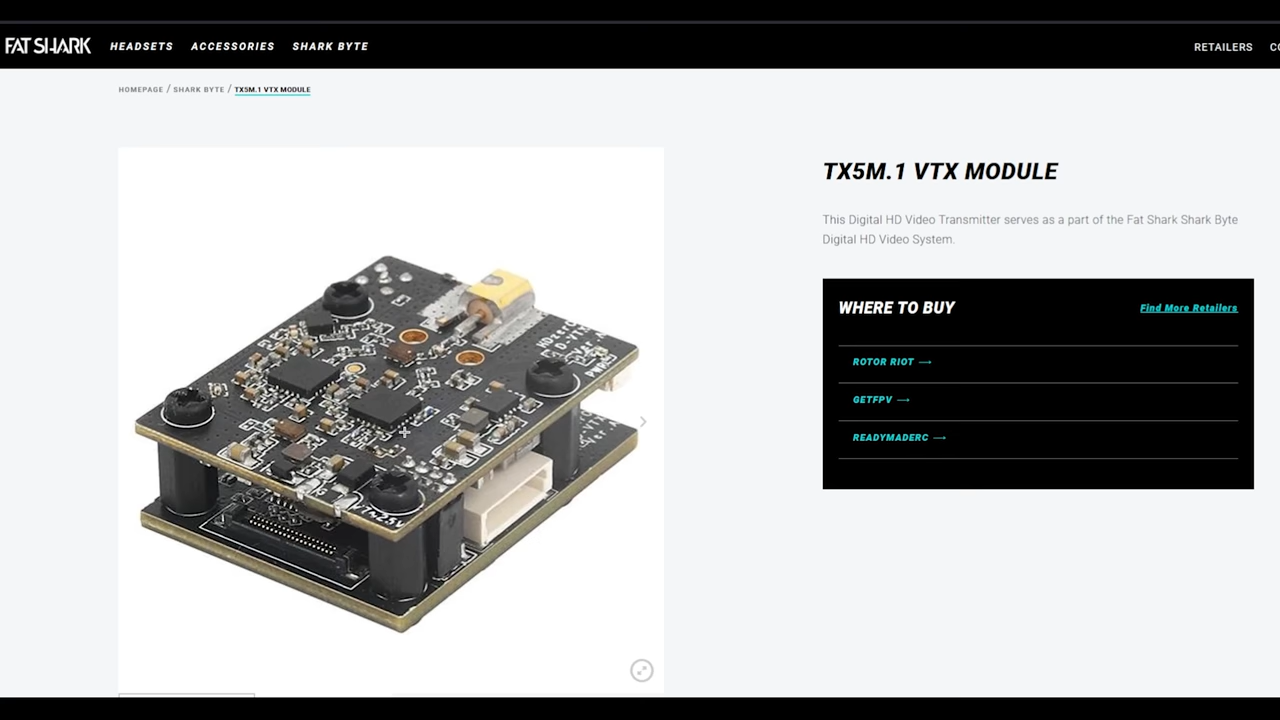 FAT SHARK
HEADSETS ACCESSORIES SHARK BYTE
RETAILERS
HOMEPAGE / SHARK BYTE / TX5M.1 VTX MODULE
TX5M.1 VTX MODULE
This Digital HD Video Transmitter serves as a part of the Fat Shark Shark Byte
Digital HD Video System.
WHERE TO BUY
Find More Retailers
ROTOR RIOT →
GETFPV →
READYMADERC →